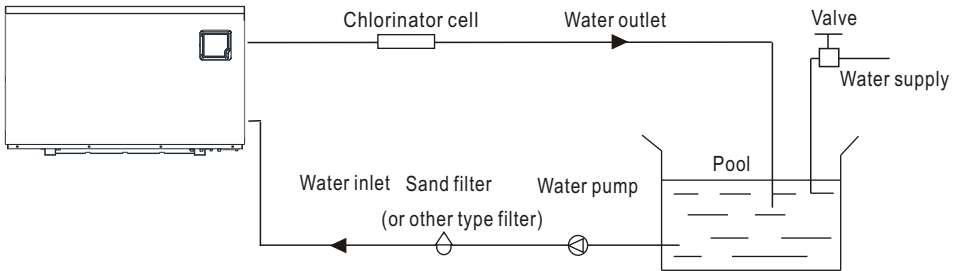 Chlorinator cell
Water outlet
Valve
Water supply
Pool
Water inlet
Sand filter
(or other type filter)
Water pump